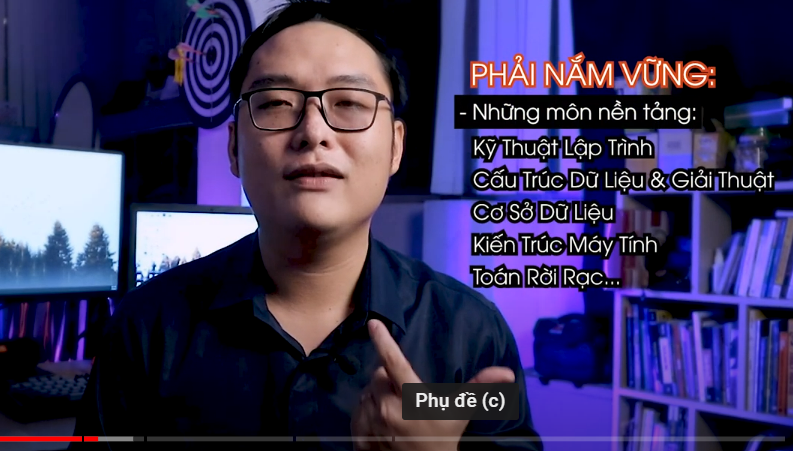 PHẢI NẮM VỮNG:
- Những môn nền tảng:
Kỹ Thuật Lập Trình
Cấu Trúc Dữ Liệu & Giải Thuật
Cơ Sở Dữ Liệu
Kiến Trúc Máy Tính
Toán Rời Rạc...
Phụ đề (c)